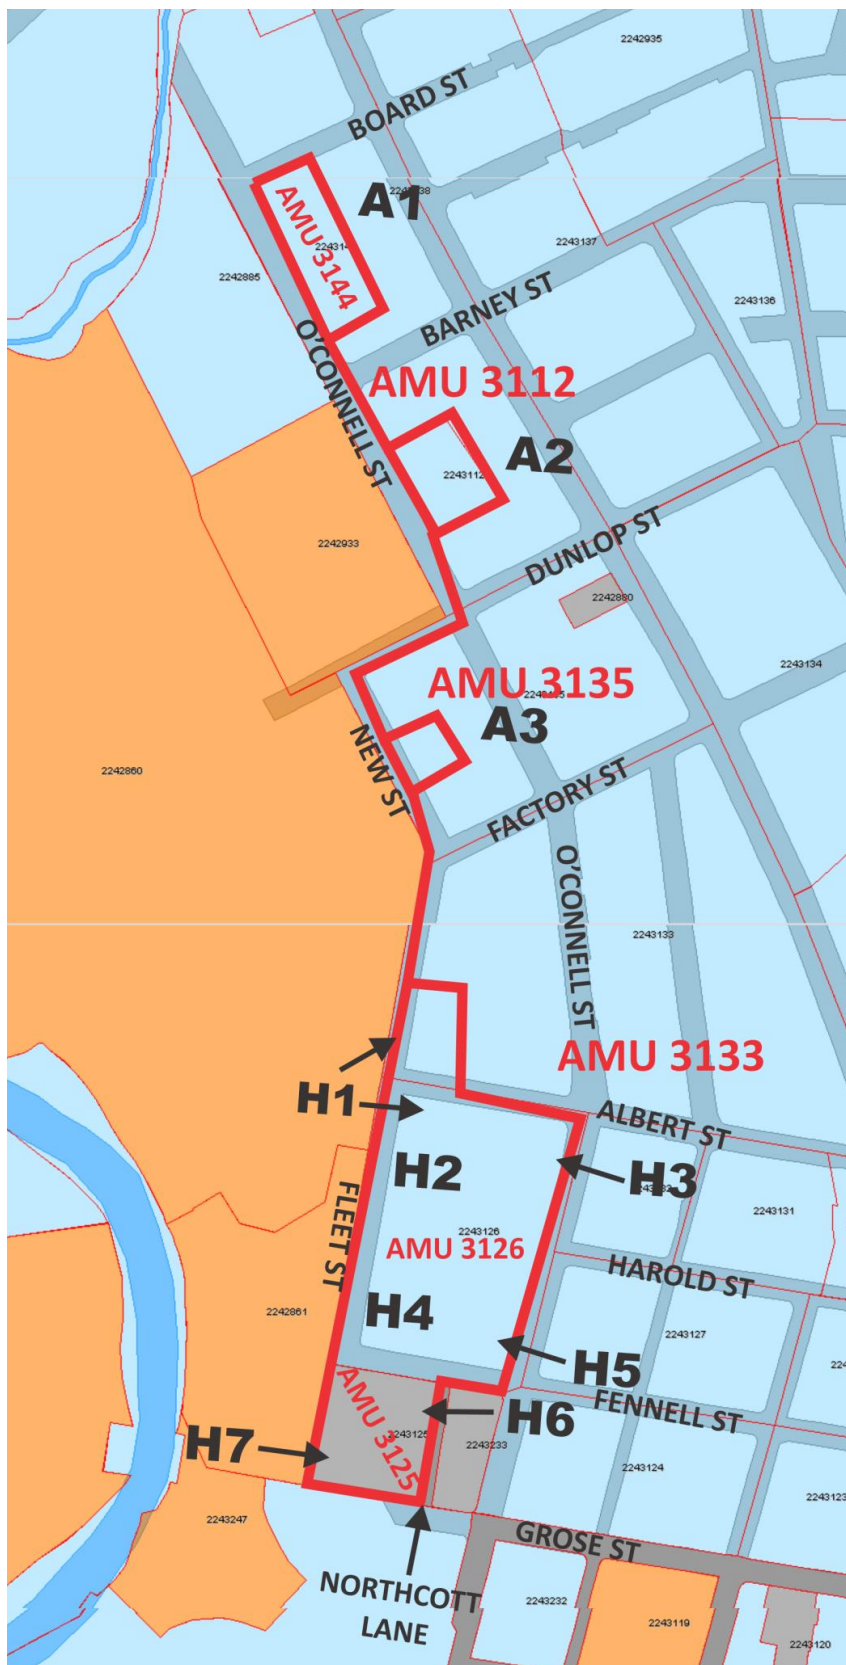 2242935
BOARD ST
A1
AMU 3144
2242885
2243137
2243136
BARNEY ST
O'CONNELL ST
AMU 3112
A2
2243112
2242933
DUNLOP ST
2242880
2243134
AMU 3135
A3
NEW ST
2242860
FACTORY ST
O'CONNELL ST
2243133
AMU 3133
H1
ALBERT ST
H2
H3
2243131
FLEET ST
2243126
AMU 3126
HAROLD ST
2242861
H4
2243127
H5
AMU 3125
FENNELL ST
H6
2243125
H7
2243233
2243124
2243123
2243247
GROSE ST
NORTHCOTT
LANE
2243232
2243119
2243120